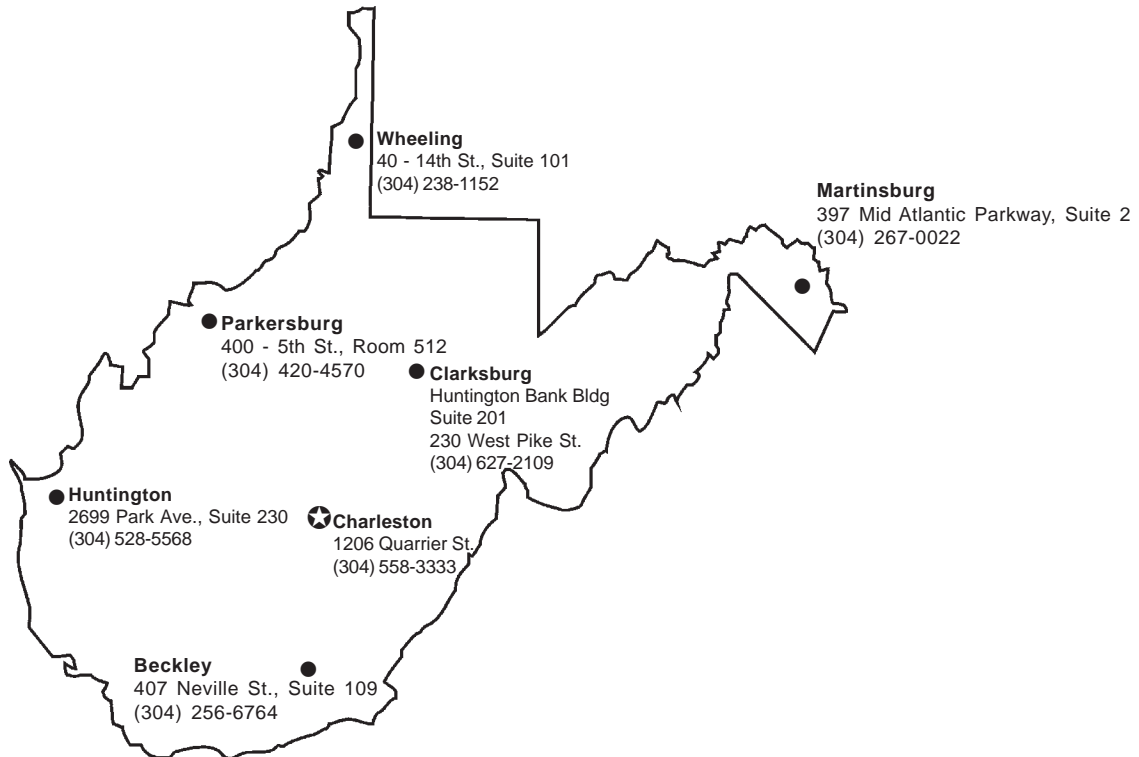 Wheeling
40 - 14th St., Suite 101
(304) 238-1152
Martinsburg
397 Mid Atlantic Parkway, Suite 2
(304) 267-0022
Parkersburg
400 - 5th St., Room 512
(304) 420-4570
Clarksburg
Huntington Bank Bldg
Suite 201
230 West Pike St.
(304) 627-2109
Huntington
2699 Park Ave., Suite 230
(304) 528-5568
Charleston
1206 Quarrier St.
(304) 558-3333
Beckley
407 Neville St., Suite 109
(304) 256-6764